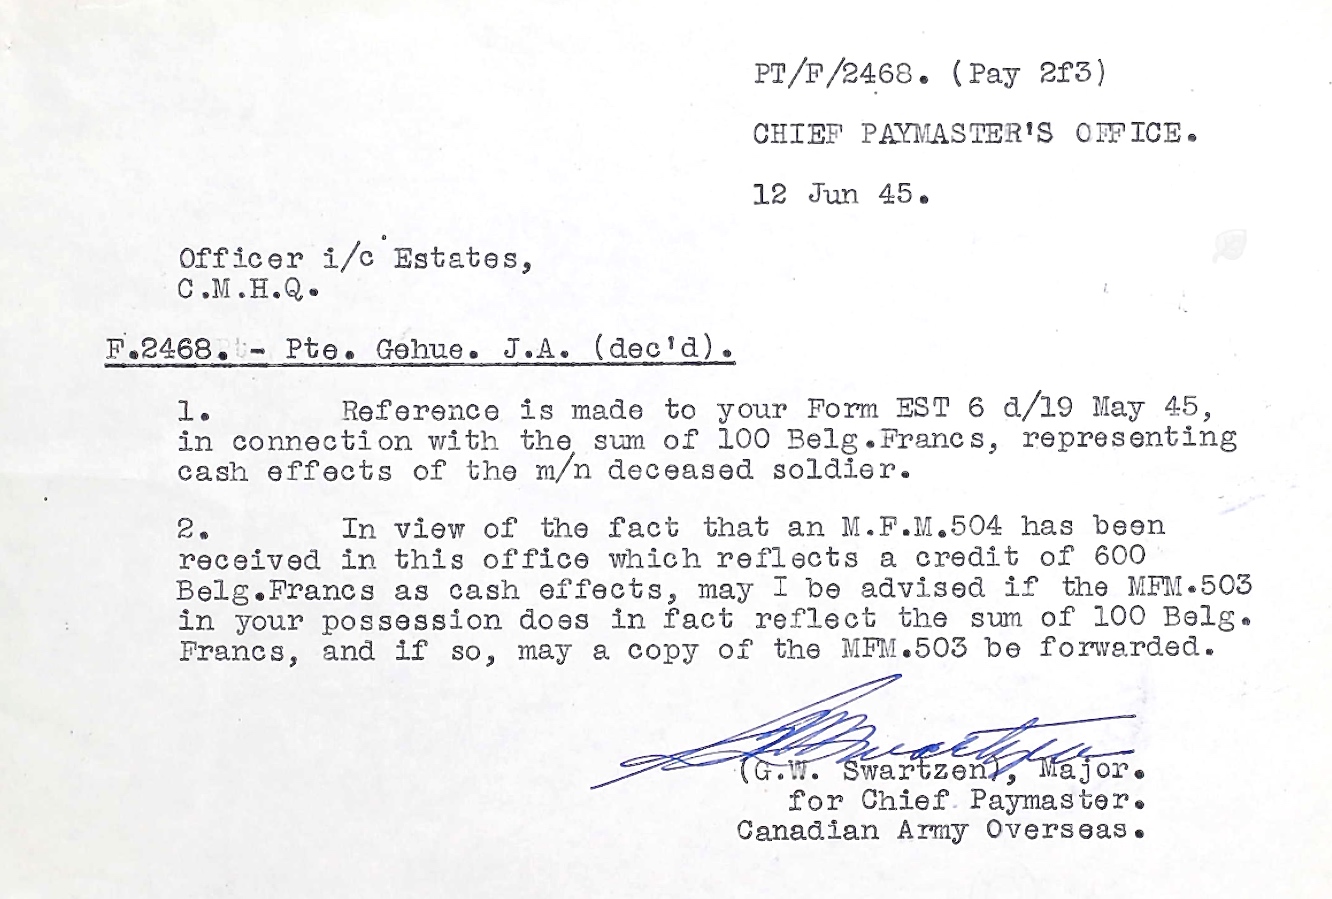 PT/F/2468. (Pay 2f3)
CHIEF PAYMASTER'S OFFICE.
12 Jun 45.
Officer i/c Estates,
C.M.H.Q.
F.2468. - Pte. Gehue. J.A. (dec'd).
1. Reference is made to your Form EST 6 d/19 May 45,
in connection with the sum of 100 Belg.Francs, representing
cash effects of the m/n deceased soldier.
2. In view of the fact that an M.F.M.504 has been
received in this office which reflects a credit of 600
Belg.Francs as cash effects, may I be advised if the MFM.503
in your possession does in fact reflect the sum of 100 Belg.
Francs, and if so, may a copy of the MFM.503 be forwarded.
(G.W. Swartzen), Major.
for Chief Paymaster.
Canadian Army Overseas.